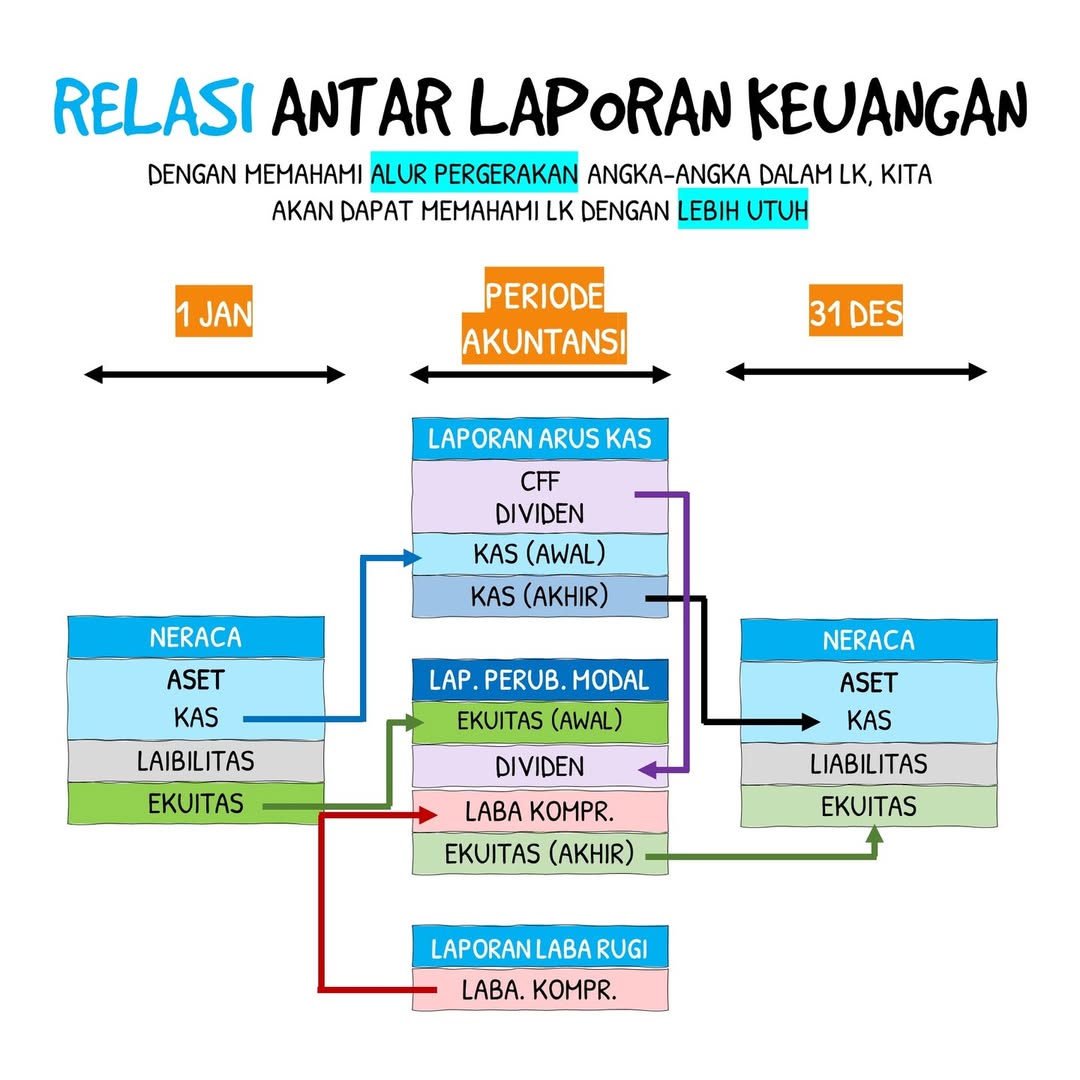 RELASI ANTAR LAPORAN KEUANGAN
DENGAN MEMAHAMI ALUR PERGERAKAN ANGKA-ANGKA DALAM LK, KITA
AKAN DAPAT MEMAHAMI LK DENGAN LEBIH UTUH
1 JAN
PERIODE
AKUNTANSI
31 DES
LAPORAN ARUS KAS
CFF
DIVIDEN
KAS (AWAL)
KAS (AKHIR)
NERACA
ASET
KAS
LAIBILITAS
EKUITAS
LAP. PERUB. MODAL
EKUITAS (AWAL)
DIVIDEN
LABA KOMPR.
EKUITAS (AKHIR)
NERACA
ASET
KAS
LIABILITAS
EKUITAS
LAPORAN LABA RUGI
LABA. KOMPR.